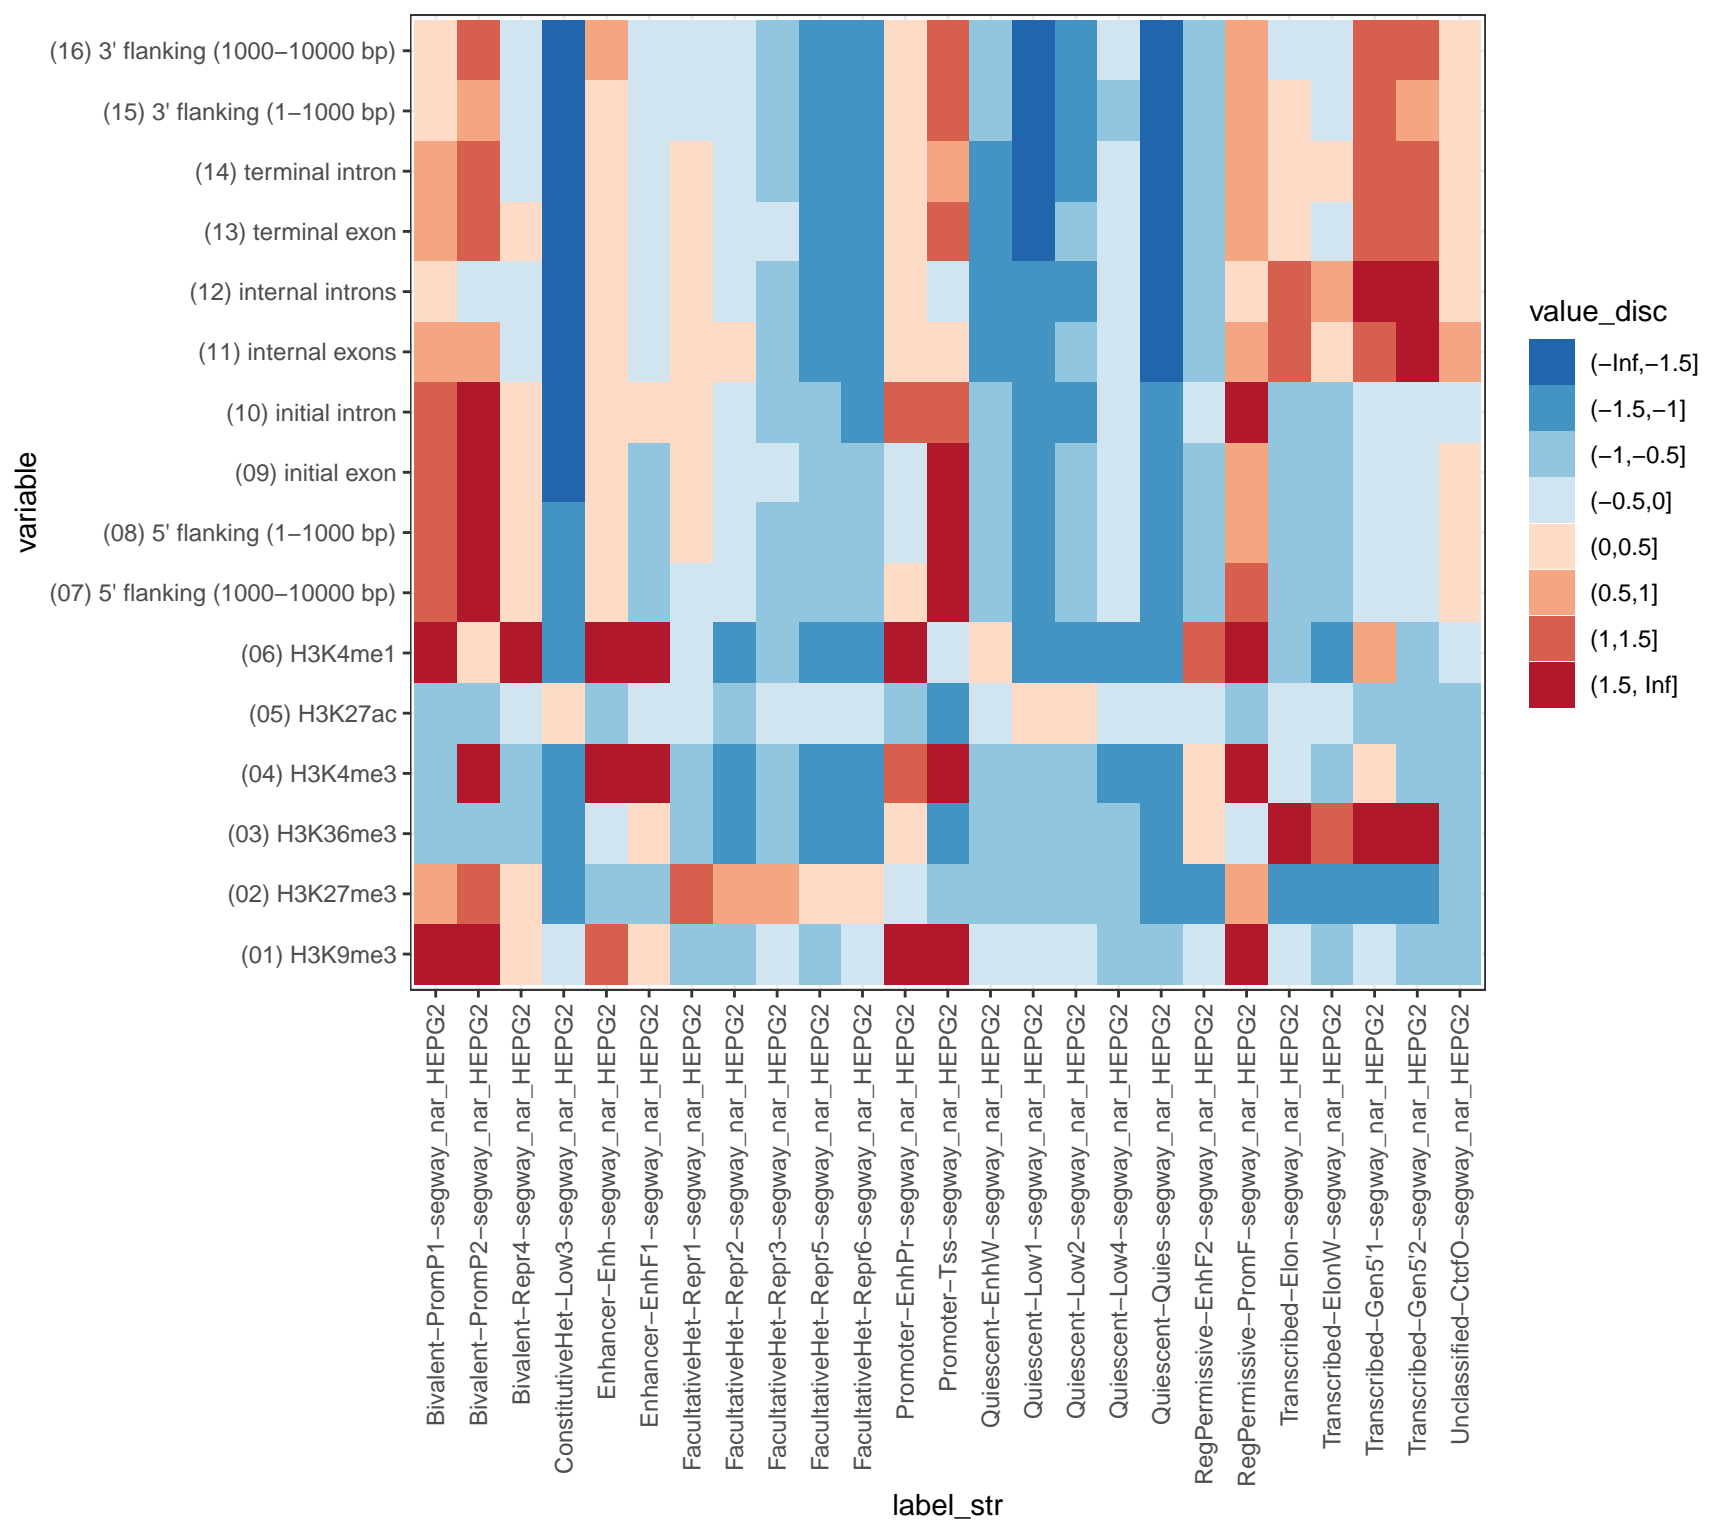 (16) 3' flanking (1000−10000 bp)
(15) 3' flanking (1−1000 bp)
(14) terminal intron
(13) terminal exon
(12) internal introns
(11) internal exons
(10) initial intron
(09) initial exon
(08) 5' flanking (1−1000 bp)
(07) 5' flanking (1000−10000 bp)
(06) H3K4me1
(05) H3K27ac
(04) H3K4me3
(03) H3K36me3
(02) H3K27me3
(01) H3K9me3
variable
Bivalent−PromP1−segway_nar_HEPG2
Bivalent−PromP2−segway_nar_HEPG2
Bivalent−Repr4−segway_nar_HEPG2
ConstitutiveHet−Low3−segway_nar_HEPG2
Enhancer−Enh−segway_nar_HEPG2
Enhancer−EnhF1−segway_nar_HEPG2
FacultativeHet−Repr1−segway_nar_HEPG2
FacultativeHet−Repr2−segway_nar_HEPG2
FacultativeHet−Repr3−segway_nar_HEPG2
FacultativeHet−Repr5−segway_nar_HEPG2
FacultativeHet−Repr6−segway_nar_HEPG2
Promoter−EnhPr−segway_nar_HEPG2
Promoter−Tss−segway_nar_HEPG2
Quiescent−EnhW−segway_nar_HEPG2
Quiescent−Low1−segway_nar_HEPG2
Quiescent−Low2−segway_nar_HEPG2
Quiescent−Low4−segway_nar_HEPG2
Quiescent−Quies−segway_nar_HEPG2
RegPermissive−EnhF2−segway_nar_HEPG2
RegPermissive−PromF−segway_nar_HEPG2
Transcribed−Elon−segway_nar_HEPG2
Transcribed−ElonW−segway_nar_HEPG2
Transcribed−Gen5'1−segway_nar_HEPG2
Transcribed−Gen5'2−segway_nar_HEPG2
Unclassified−CtcfO−segway_nar_HEPG2
label_str
value_disc
(−Inf,−1.5]
(−1.5,−1]
(−1,−0.5]
(−0.5,0]
(0,0.5]
(0.5,1]
(1,1.5]
(1.5, Inf]